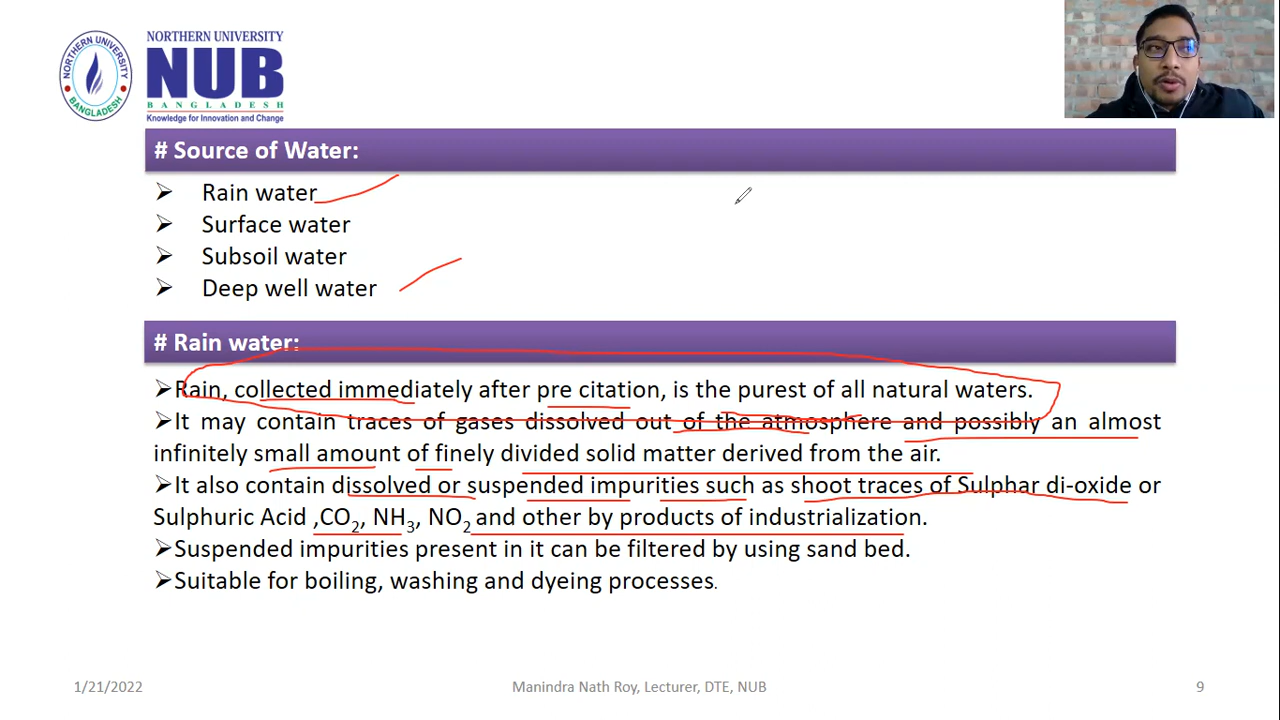 NORTHERN UNIVERSITY
NUB
BANGLADESH
Knowledge for Innovation and Change
NORTHERN UNIVERSITY
BANGLADESH
# Source of Water:
➢ Rain water
➢ Surface water
➢ Subsoil water
➢ Deep well water
# Rain water:
➢Rain, collected immediately after pre citation, is the purest of all natural waters.
➢It may contain traces of gases dissolved out of the atmosphere and possibly an almost
infinitely small amount of finely divided solid matter derived from the air.
➢It also contain dissolved or suspended impurities such as shoot traces of Sulphar di-oxide or
Sulphuric Acid ,CO₂, NH₃, NO₂ and other by products of industrialization.
➢Suspended impurities present in it can be filtered by using sand bed.
➢Suitable for boiling, washing and dyeing processes.
1/21/2022
Manindra Nath Roy, Lecturer, DTE, NUB
9